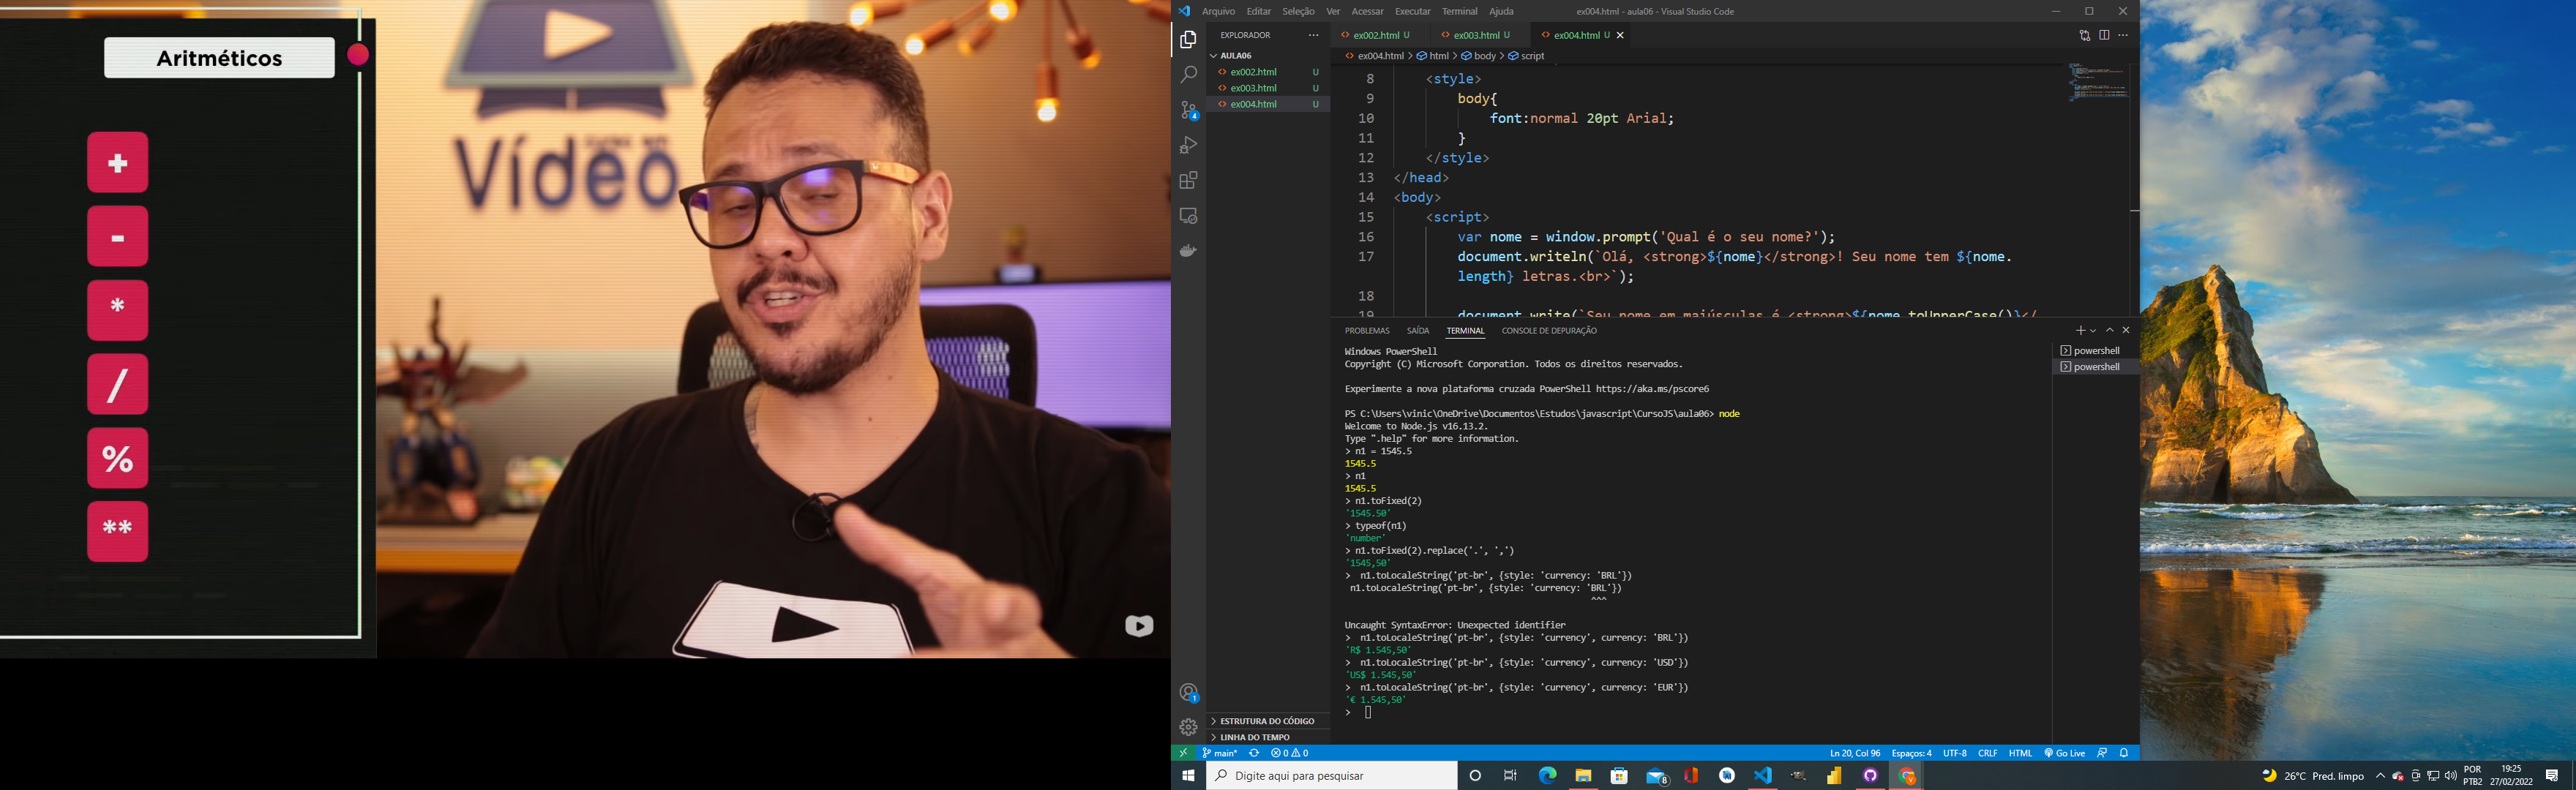 Aritméticos
+
-
*
/
%
**
Vídeo
Arquivo Editar Seleção Ver Acessar Executar Terminal Ajuda
ex004.html - aula06 - Visual Studio Code
EXPLORADOR
AULA06
ex002.html U
ex003.html U
ex004.html U
4
1
ESTRUTURA DO CÓDIGO
LINHA DO TEMPO
ex002.html U ex003.html U ex004.html U
ex004.html > html > body > script
8 <style>
9 body{
10 font:normal 20pt Arial;
11 }
12 </style>
13 </head>
14 <body>
15 <script>
16 var nome = window.prompt('Qual é o seu nome?');
17 document.writeln(`Olá, <strong>${nome}</strong>! Seu nome tem ${nome.
length} letras.<br>`);
18
19 document.write(`Seu nome em maiúsculas é <strong>${nome.toUpperCase()}</
PROBLEMAS SAÍDA TERMINAL CONSOLE DE DEPURAÇÃO
powershell
powershell
Windows PowerShell
Copyright (C) Microsoft Corporation. Todos os direitos reservados.
Experimente a nova plataforma cruzada PowerShell https://aka.ms/pscore6
PS C:\Users\vinic\OneDrive\Documentos\Estudos\javascript\CursoJS\aula06> node
Welcome to Node.js v16.13.2.
Type ".help" for more information.
> n1 = 1545.5
1545.5
> n1
1545.5
> n1.toFixed(2)
'1545.50'
> typeof(n1)
'number'
> n1.toFixed(2).replace('.', ',')
'1545,50'
> n1.toLocaleString('pt-br', {style: 'currency: 'BRL'})
n1.toLocaleString('pt-br', {style: 'currency: 'BRL'})
^^^
Uncaught SyntaxError: Unexpected identifier
> n1.toLocaleString('pt-br', {style: 'currency', currency: 'BRL'})
'R$ 1.545,50'
> n1.toLocaleString('pt-br', {style: 'currency', currency: 'USD'})
'US$ 1.545,50'
> n1.toLocaleString('pt-br', {style: 'currency', currency: 'EUR'})
'€ 1.545,50'
>
main* 0 0 Ln 20, Col 96 Espaços: 4 UTF-8 CRLF HTML Go Live
Digite aqui para pesquisar
8
26°C Pred. limpo
POR
PTB2
19:25
27/02/2022